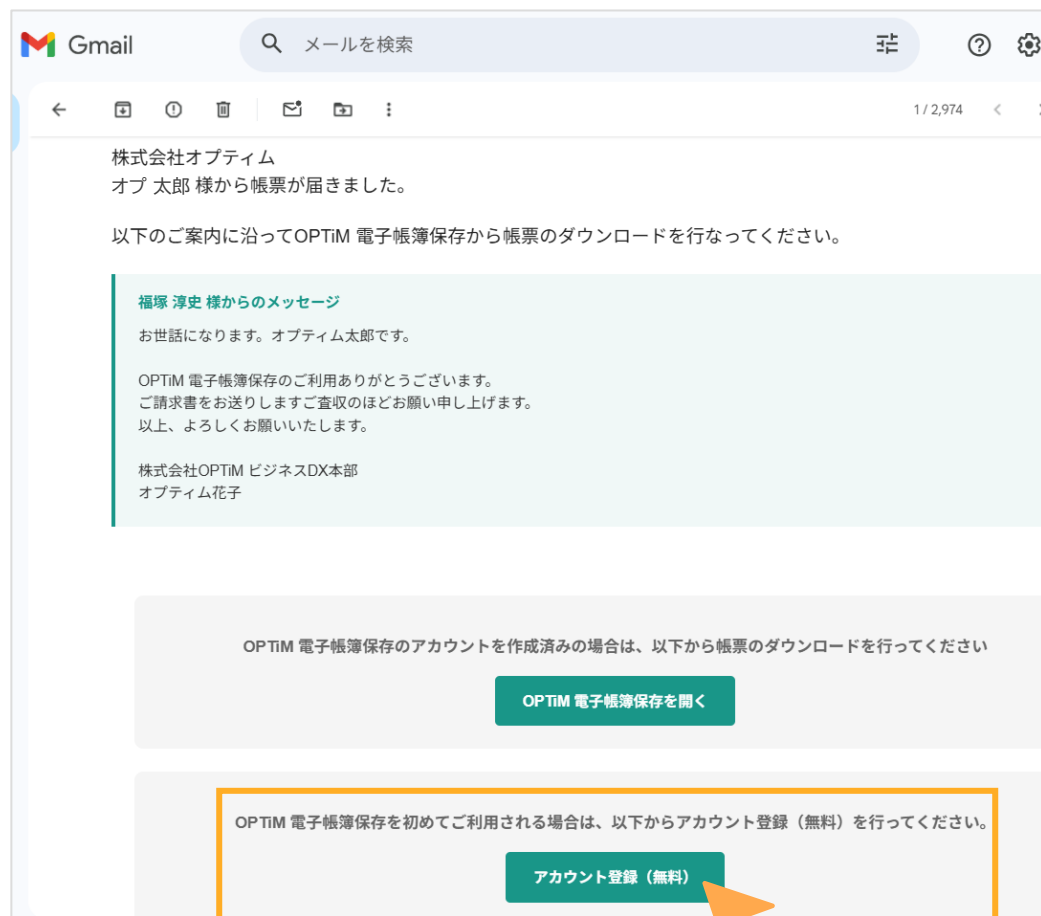 Gmail
メールを検索
1 / 2,974
株式会社オプティム
オプ 太郎 様から帳票が届きました。
以下のご案内に沿ってOPTiM 電子帳簿保存から帳票のダウンロードを行なってください。
福塚 淳史 様からのメッセージ
お世話になります。オプティム太郎です。
OPTiM 電子帳簿保存のご利用ありがとうございます。
ご請求書をお送りしますご査収のほどお願い申し上げます。
以上、よろしくお願いいたします。
株式会社OPTiM ビジネスDX本部
オプティム花子
OPTiM 電子帳簿保存のアカウントを作成済みの場合は、以下から帳票のダウンロードを行ってください
OPTiM 電子帳簿保存を開く
OPTiM 電子帳簿保存を初めてご利用される場合は、以下からアカウント登録（無料）を行ってください。
アカウント登録（無料）